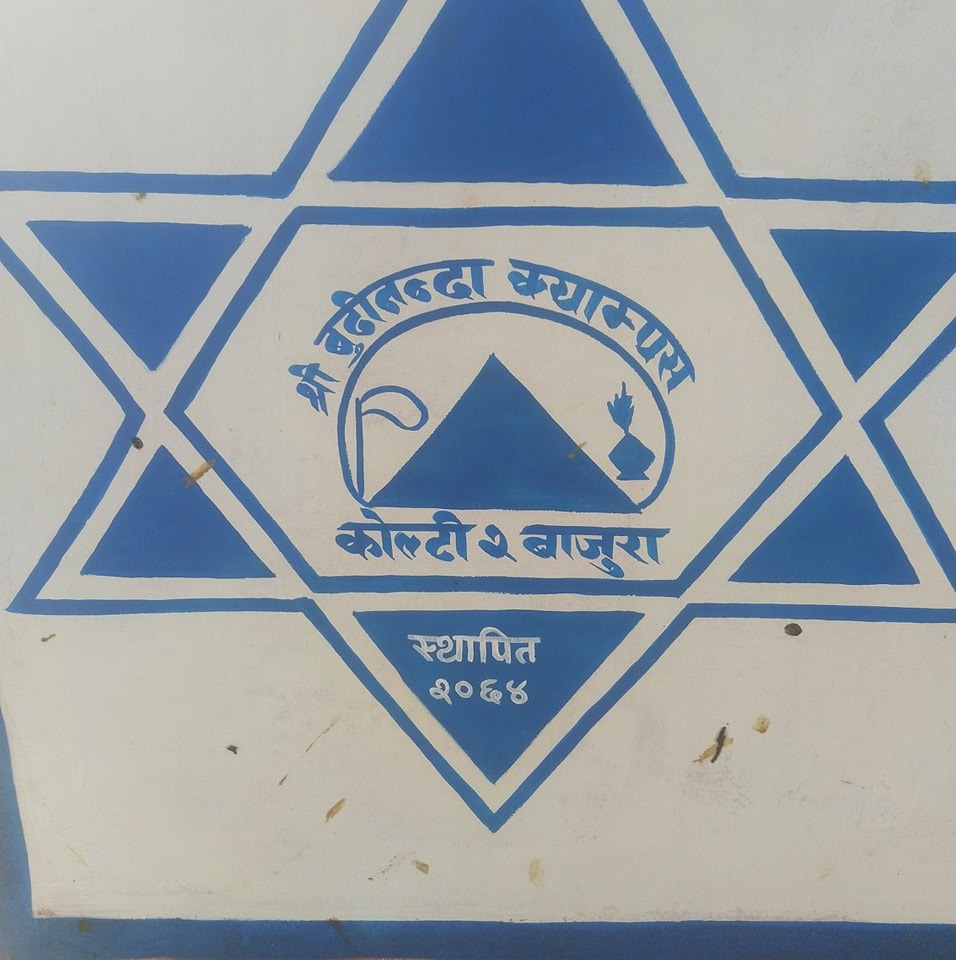 श्री बुढीनन्दा क्याम्पस
कोल्टी २ बाजुरा
स्थापित
२०६४